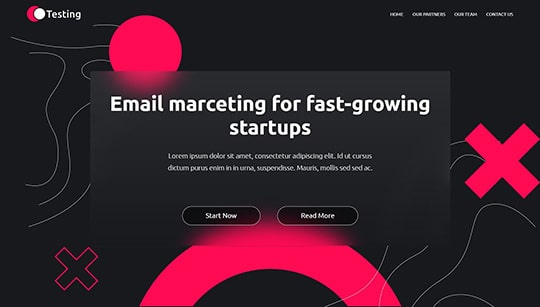 Testing
HOME OUR PARTNERS OUR TEAM CONTACT US
Email marceting for fast-growing
startups
Lorem ipsum dolor sit amet, consectetur adipiscing elit. Id ut cursus
dictum purus enim in in urna, suspendisse. Mauris, mollis sed sed ac.
Start Now Read More